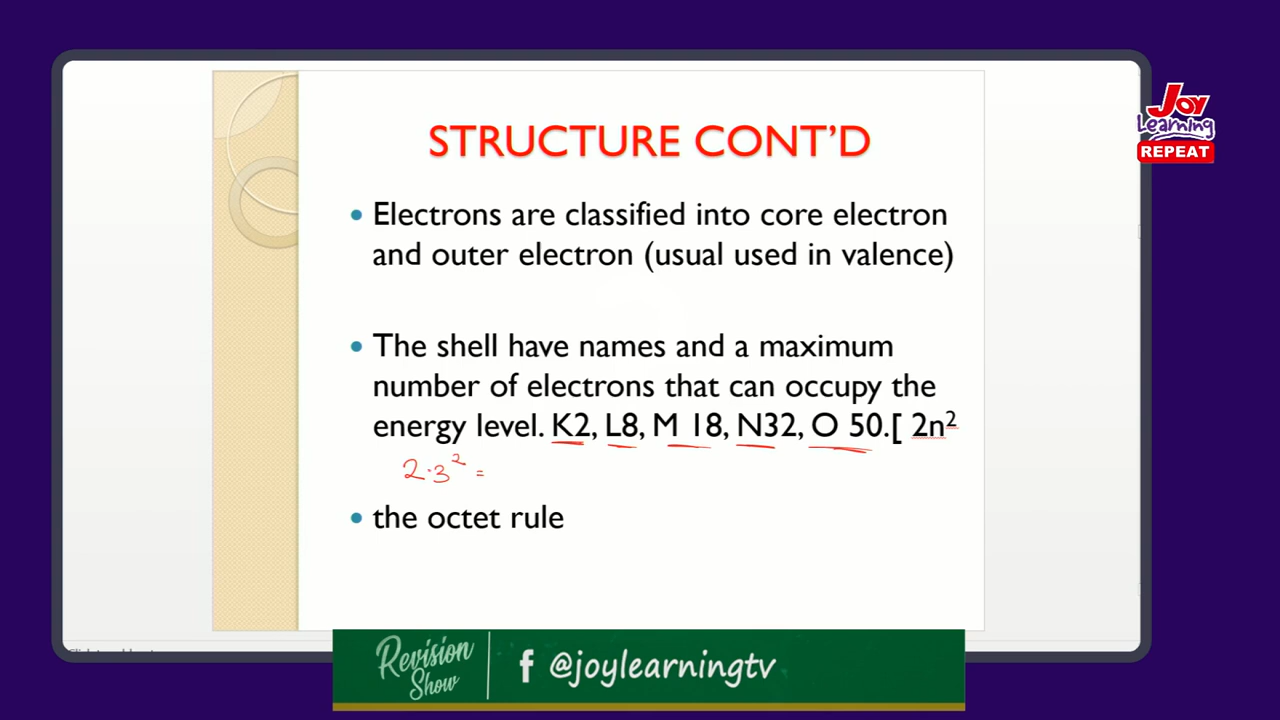 STRUCTURE CONT’D
JOY
Learning
REPEAT
• Electrons are classified into core electron
and outer electron (usual used in valence)
• The shell have names and a maximum
number of electrons that can occupy the
energy level. K2, L8, M 18, N32, O 50.[ 2n²
2·3² =
• the octet rule
Revision
Show
f @joylearningtv